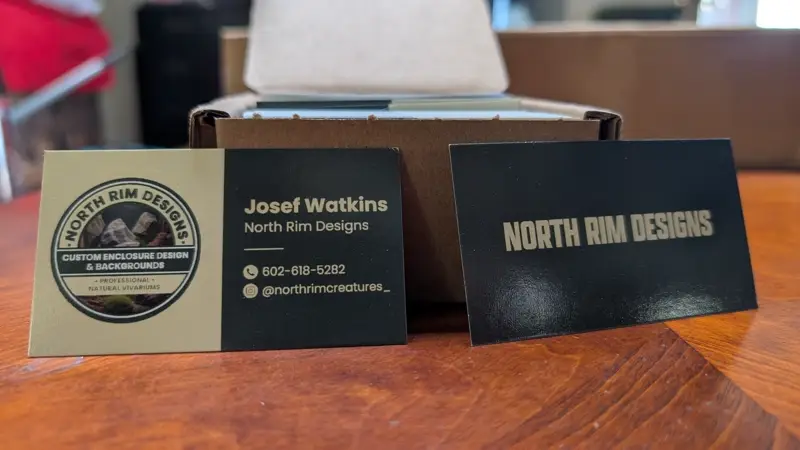 NORTH RIM DESIGNS
CUSTOM ENCLOSURE DESIGN
& BACKGROUNDS
• PROFESSIONAL •
NATURAL VIVARIUMS
Josef Watkins
North Rim Designs
602-618-5282
@northrimcreatures_
NORTH RIM DESIGNS